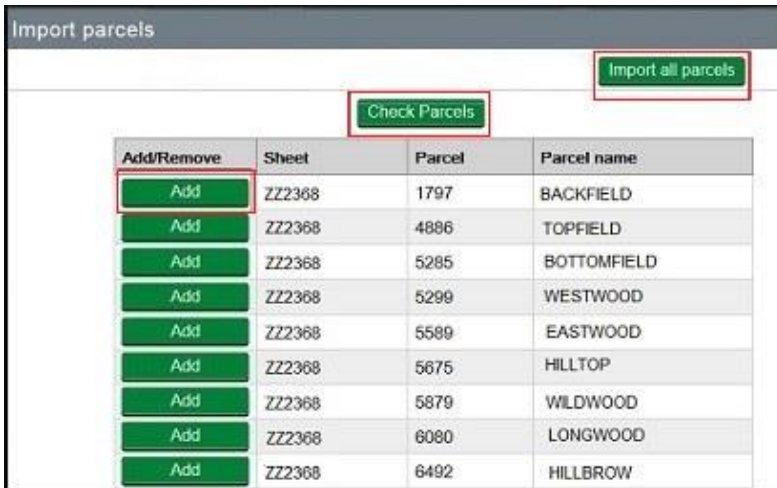 Import parcels
Import all parcels
Check Parcels
Add/Remove Sheet Parcel Parcel name
Add ZZ2368 1797 BACKFIELD
Add ZZ2368 4886 TOPFIELD
Add ZZ2368 5285 BOTTOMFIELD
Add ZZ2368 5299 WESTWOOD
Add ZZ2368 5589 EASTWOOD
Add ZZ2368 5675 HILLTOP
Add ZZ2368 5879 WILDWOOD
Add ZZ2368 6080 LONGWOOD
Add ZZ2368 6492 HILLBROW